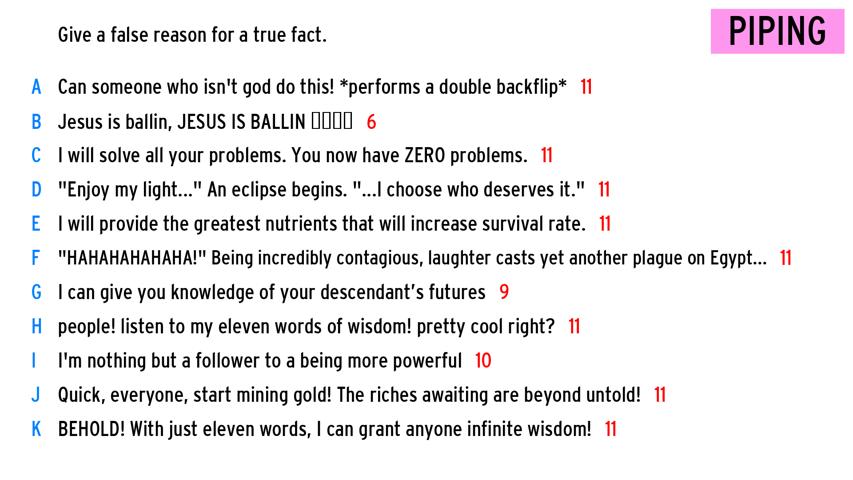 Give a false reason for a true fact.
PIPING
A Can someone who isn't god do this! *performs a double backflip* 11
B Jesus is ballin, JESUS IS BALLIN ▯▯▯▯ 6
C I will solve all your problems. You now have ZERO problems. 11
D "Enjoy my light..." An eclipse begins. "...I choose who deserves it." 11
E I will provide the greatest nutrients that will increase survival rate. 11
F "HAHAHAHAHAHA!" Being incredibly contagious, laughter casts yet another plague on Egypt... 11
G I can give you knowledge of your descendant’s futures 9
H people! listen to my eleven words of wisdom! pretty cool right? 11
I I'm nothing but a follower to a being more powerful 10
J Quick, everyone, start mining gold! The riches awaiting are beyond untold! 11
K BEHOLD! With just eleven words, I can grant anyone infinite wisdom! 11